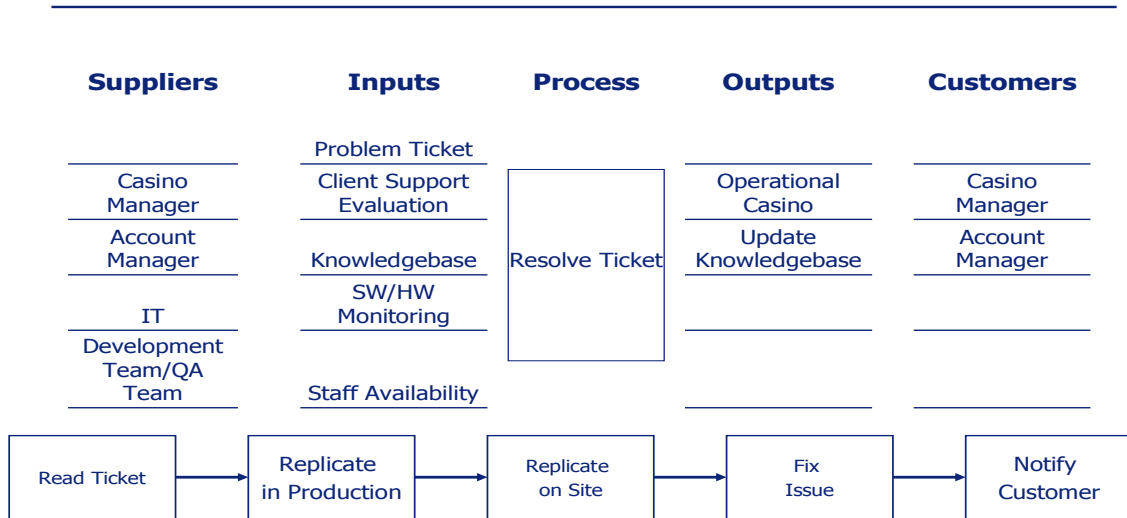 Suppliers Inputs Process Outputs Customers
Problem Ticket
Casino
Manager
Client Support
Evaluation
Operational
Casino
Casino
Manager
Account
Manager
Knowledgebase
Resolve Ticket
Update
Knowledgebase
Account
Manager
IT
SW/HW
Monitoring
Development
Team/QA
Team
Staff Availability
Read Ticket
Replicate
in Production
Replicate
on Site
Fix
Issue
Notify
Customer